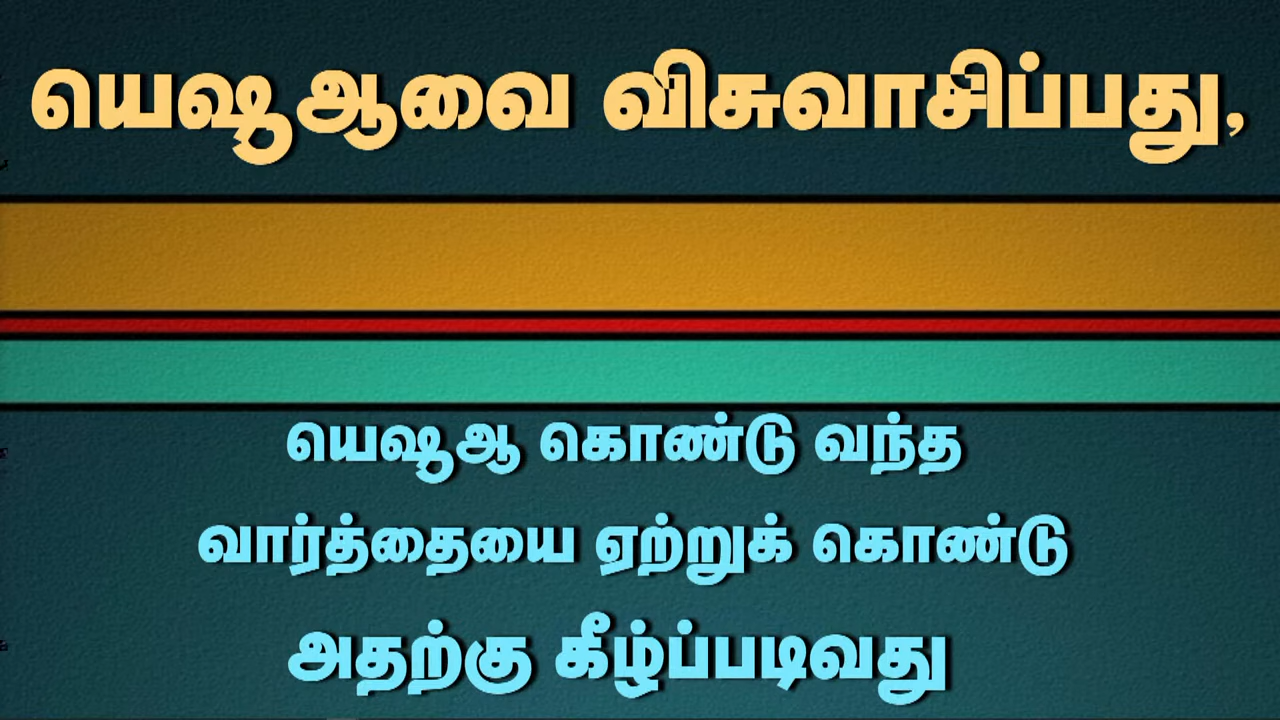 யெஷூஆவை விசுவாசிப்பது,
யெஷூஆ கொண்டு வந்த
வார்த்தையை ஏற்றுக் கொண்டு
அதற்கு கீழ்ப்படிவது